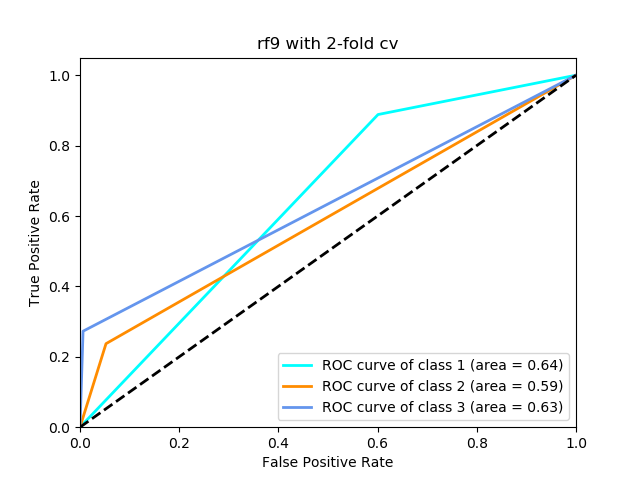 rf9 with 2-fold cv
True Positive Rate
1.0
0.8
0.6
0.4
0.2
0.0
ROC curve of class 1 (area = 0.64)
ROC curve of class 2 (area = 0.59)
ROC curve of class 3 (area = 0.63)
0.0 0.2 0.4 0.6 0.8 1.0
False Positive Rate